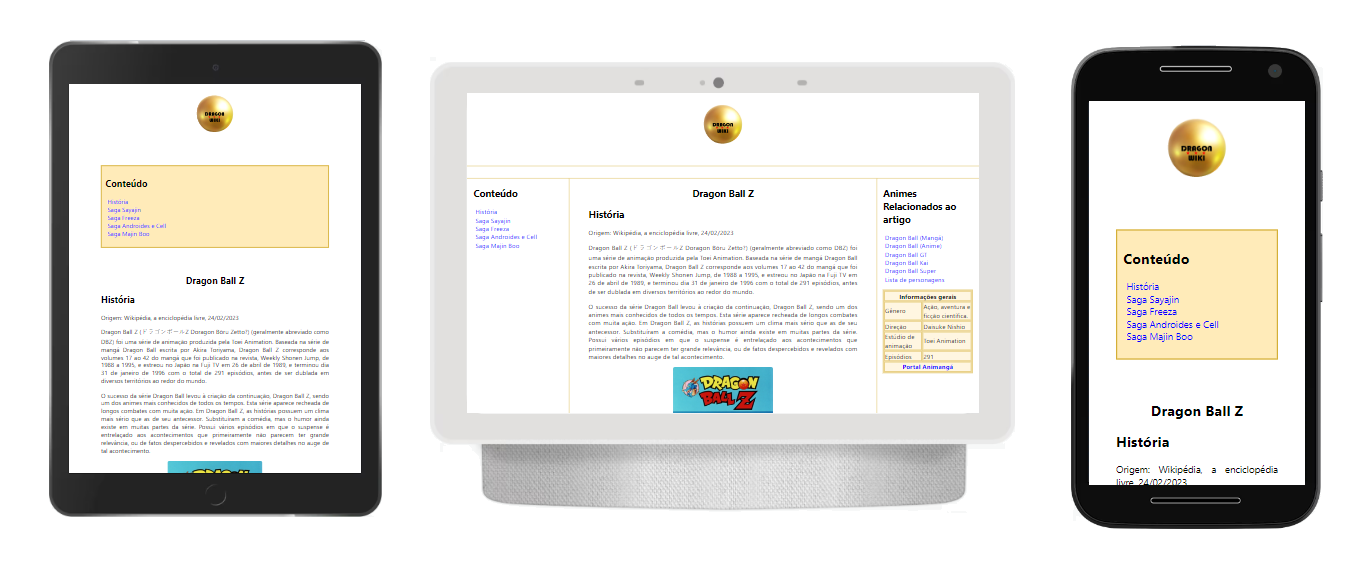 DRAGON
WIKI
Conteúdo
História
Saga Sayajin
Saga Freeza
Saga Androides e Cell
Saga Majin Boo
Dragon Ball Z
História
Origem: Wikipédia, a enciclopédia livre, 24/02/2023
Dragon Ball Z (ドラゴンボールZ Doragon Bōru Zetto?) (geralmente abreviado como
DBZ) foi uma série de animação produzida pela Toei Animation. Baseada na série de
mangá Dragon Ball escrita por Akira Toriyama, Dragon Ball Z corresponde aos
volumes 17 ao 42 do mangá que foi publicado na revista, Weekly Shonen Jump, de
1988 a 1995, e estreou no Japão na Fuji TV em 26 de abril de 1989, e terminou dia
31 de janeiro de 1996 com o total de 291 episódios, antes de ser dublada em
diversos territórios ao redor do mundo.
O sucesso da série Dragon Ball levou à criação da continuação, Dragon Ball Z, sendo
um dos animes mais conhecidos de todos os tempos. Esta série aparece recheada de
longos combates com muita ação. Em Dragon Ball Z, as histórias possuem um clima
mais sério que as de seu antecessor. Substituíram a comédia, mas o humor ainda
existe em muitas partes da série. Possui vários episódios em que o suspense é
entrelaçado aos acontecimentos que primeiramente não parecem ter grande
relevância, ou de fatos despercebidos e revelados com maiores detalhes no auge de
tal acontecimento.
DRAGON
DRAGON
WIKI
Conteúdo
História
Saga Sayajin
Saga Freeza
Saga Androides e Cell
Saga Majin Boo
Dragon Ball Z
História
Origem: Wikipédia, a enciclopédia livre, 24/02/2023
Dragon Ball Z (ドラゴンボールZ Doragon Bōru Zetto?) (geralmente abreviado como DBZ) foi
uma série de animação produzida pela Toei Animation. Baseada na série de mangá Dragon Ball
escrita por Akira Toriyama, Dragon Ball Z corresponde aos volumes 17 ao 42 do mangá que foi
publicado na revista, Weekly Shonen Jump, de 1988 a 1995, e estreou no Japão na Fuji TV em
26 de abril de 1989, e terminou dia 31 de janeiro de 1996 com o total de 291 episódios, antes
de ser dublada em diversos territórios ao redor do mundo.
O sucesso da série Dragon Ball levou à criação da continuação, Dragon Ball Z, sendo um dos
animes mais conhecidos de todos os tempos. Esta série aparece recheada de longos combates
com muita ação. Em Dragon Ball Z, as histórias possuem um clima mais sério que as de seu
antecessor. Substituíram a comédia, mas o humor ainda existe em muitas partes da série.
Possui vários episódios em que o suspense é entrelaçado aos acontecimentos que
primeiramente não parecem ter grande relevância, ou de fatos despercebidos e revelados com
maiores detalhes no auge de tal acontecimento.
DRAGON
BALL Z
Animes
Relacionados ao
artigo
Dragon Ball (Mangá)
Dragon Ball (Anime)
Dragon Ball GT
Dragon Ball Kai
Dragon Ball Super
Lista de personagens
Informações gerais
Gênero Ação, aventura e
ficção científica.
Direção Daisuke Nishio
Estúdio de
animação Toei Animation
Episódios 291
Portal Animangá
DRAGON
WIKI
Conteúdo
História
Saga Sayajin
Saga Freeza
Saga Androides e Cell
Saga Majin Boo
Dragon Ball Z
História
Origem: Wikipédia, a enciclopédia
livre, 24/02/2023